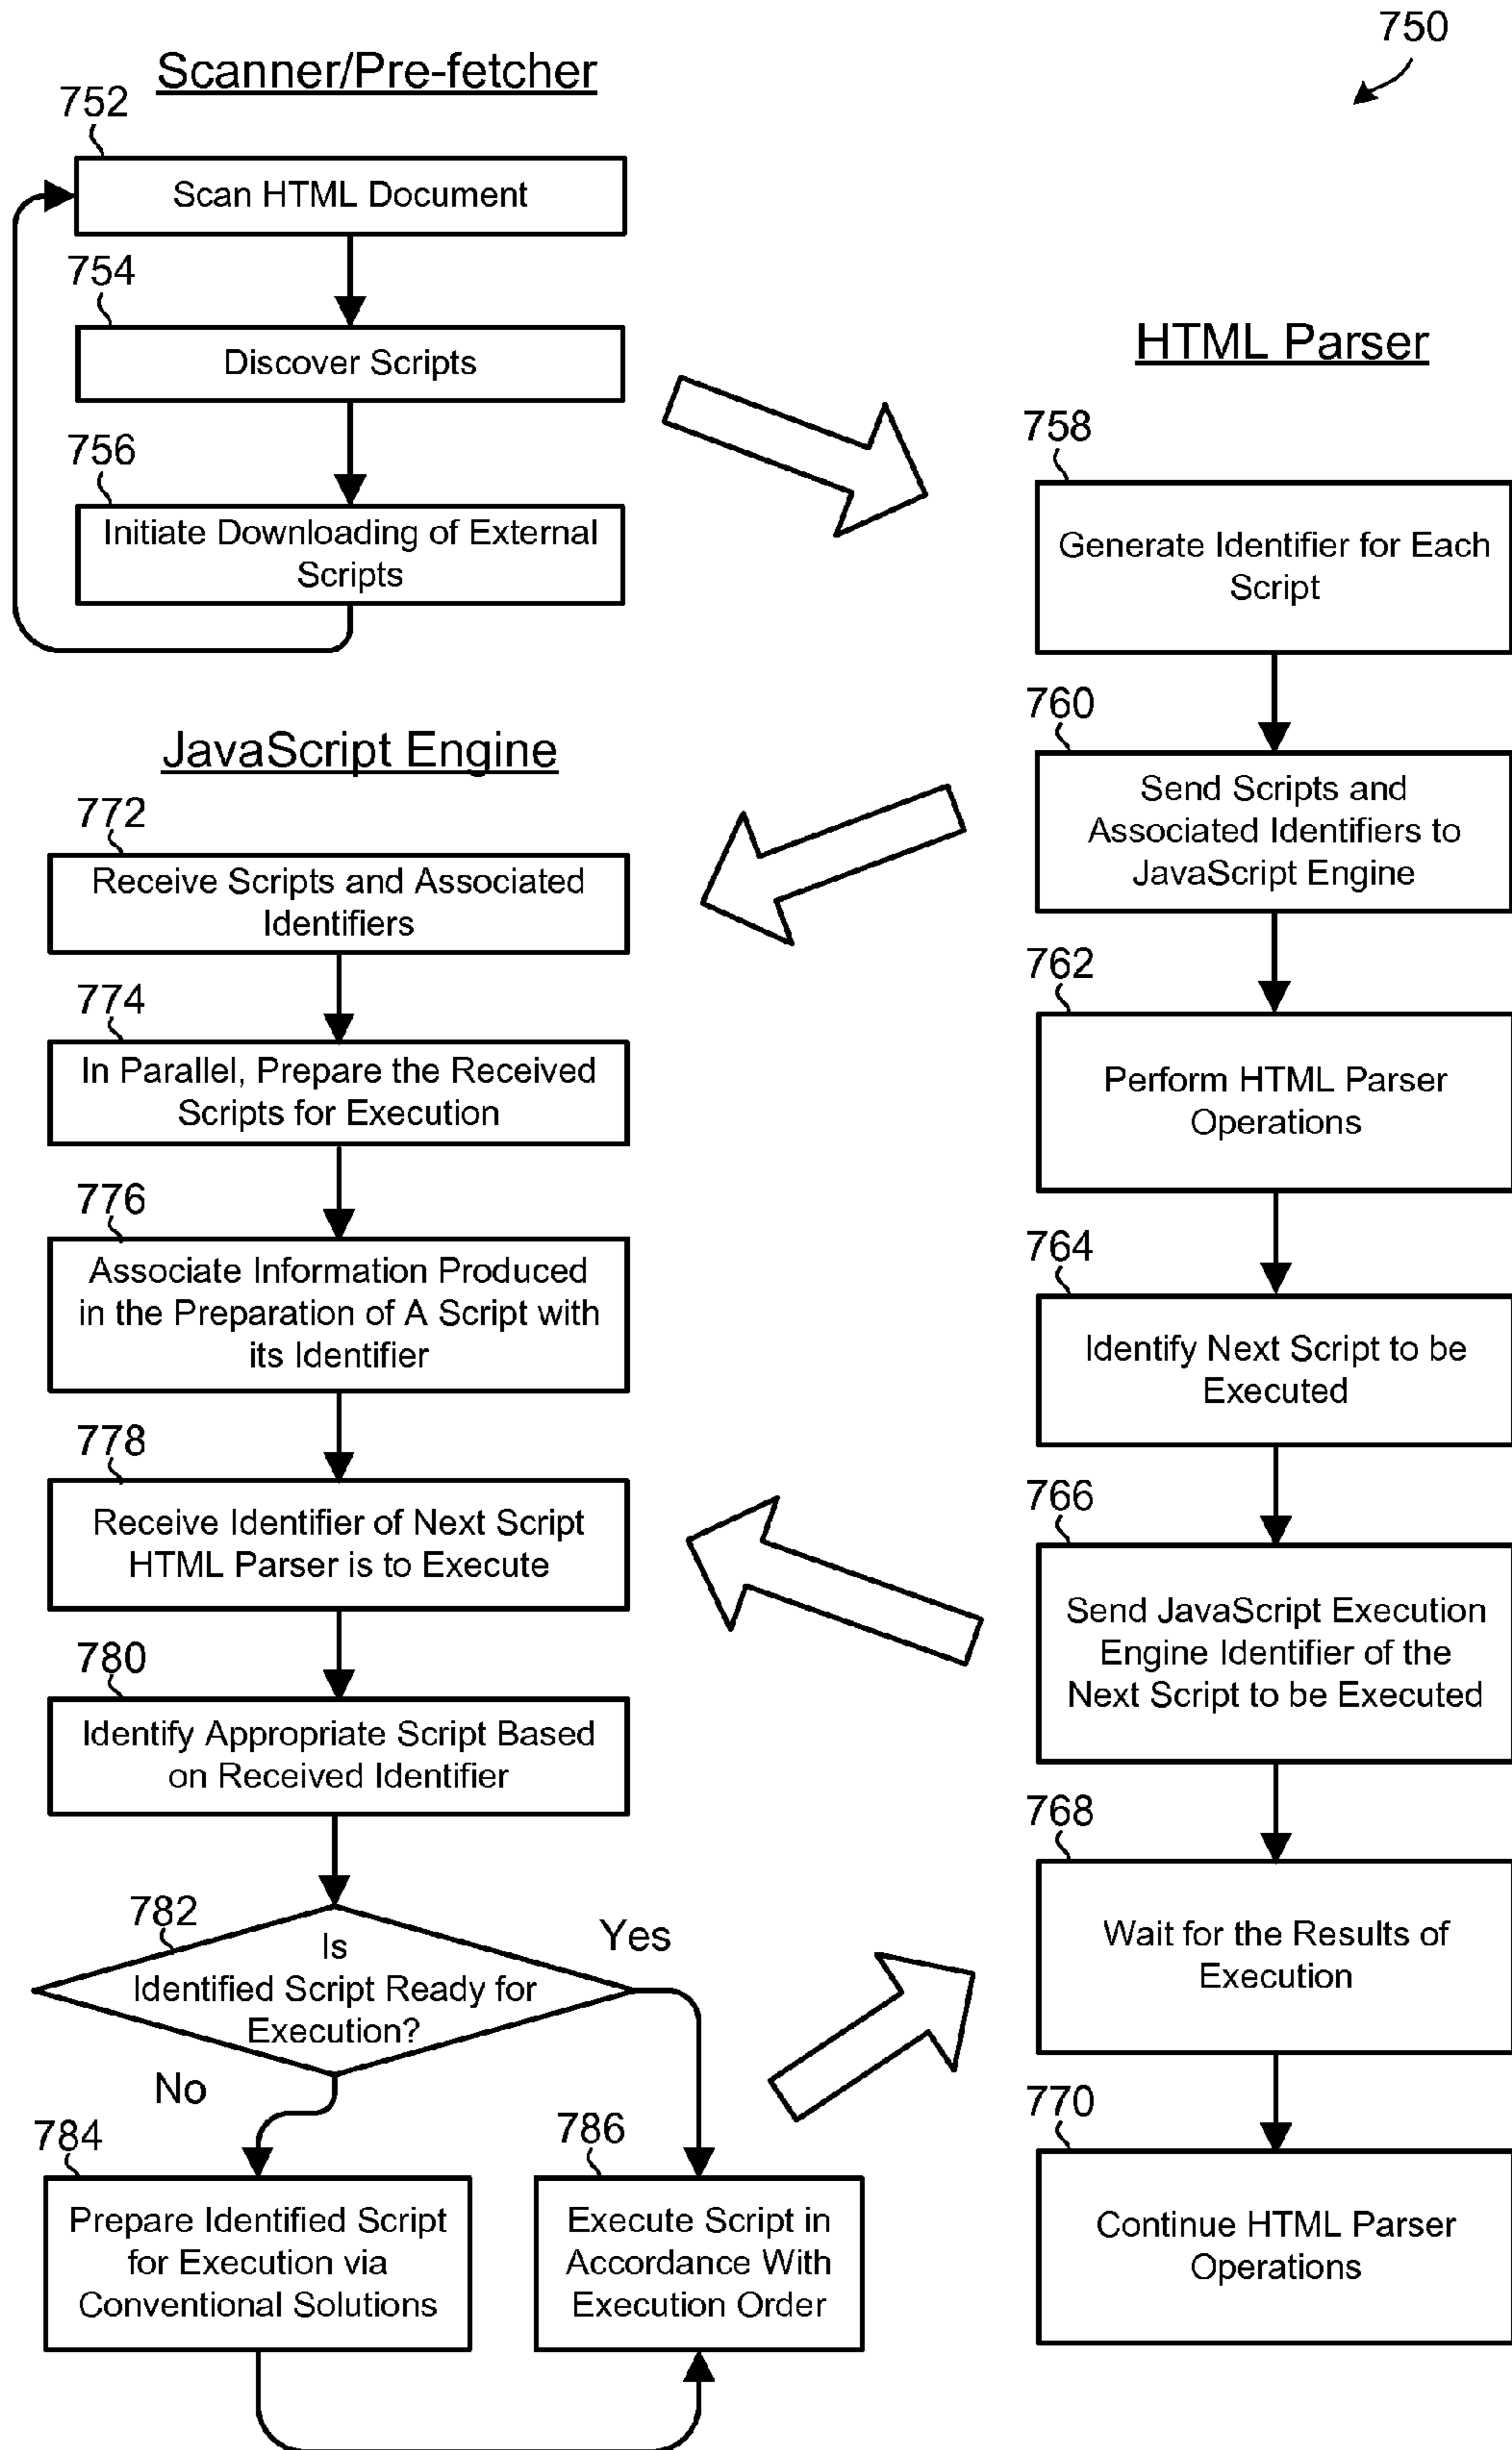 750
Scanner/Pre-fetcher
752
Scan HTML Document
754
Discover Scripts
756
Initiate Downloading of External
Scripts
HTML Parser
758
Generate Identifier for Each
Script
760
Send Scripts and
Associated Identifiers to
JavaScript Engine
762
Perform HTML Parser
Operations
764
Identify Next Script to be
Executed
766
Send JavaScript Execution
Engine Identifier of the
Next Script to be Executed
768
Wait for the Results of
Execution
770
Continue HTML Parser
Operations
JavaScript Engine
772
Receive Scripts and Associated
Identifiers
774
In Parallel, Prepare the Received
Scripts for Execution
776
Associate Information Produced
in the Preparation of A Script with
its Identifier
778
Receive Identifier of Next Script
HTML Parser is to Execute
780
Identify Appropriate Script Based
on Received Identifier
782
Is
Identified Script Ready for
Execution?
Yes
No
784
Prepare Identified Script
for Execution via
Conventional Solutions
786
Execute Script in
Accordance With
Execution Order